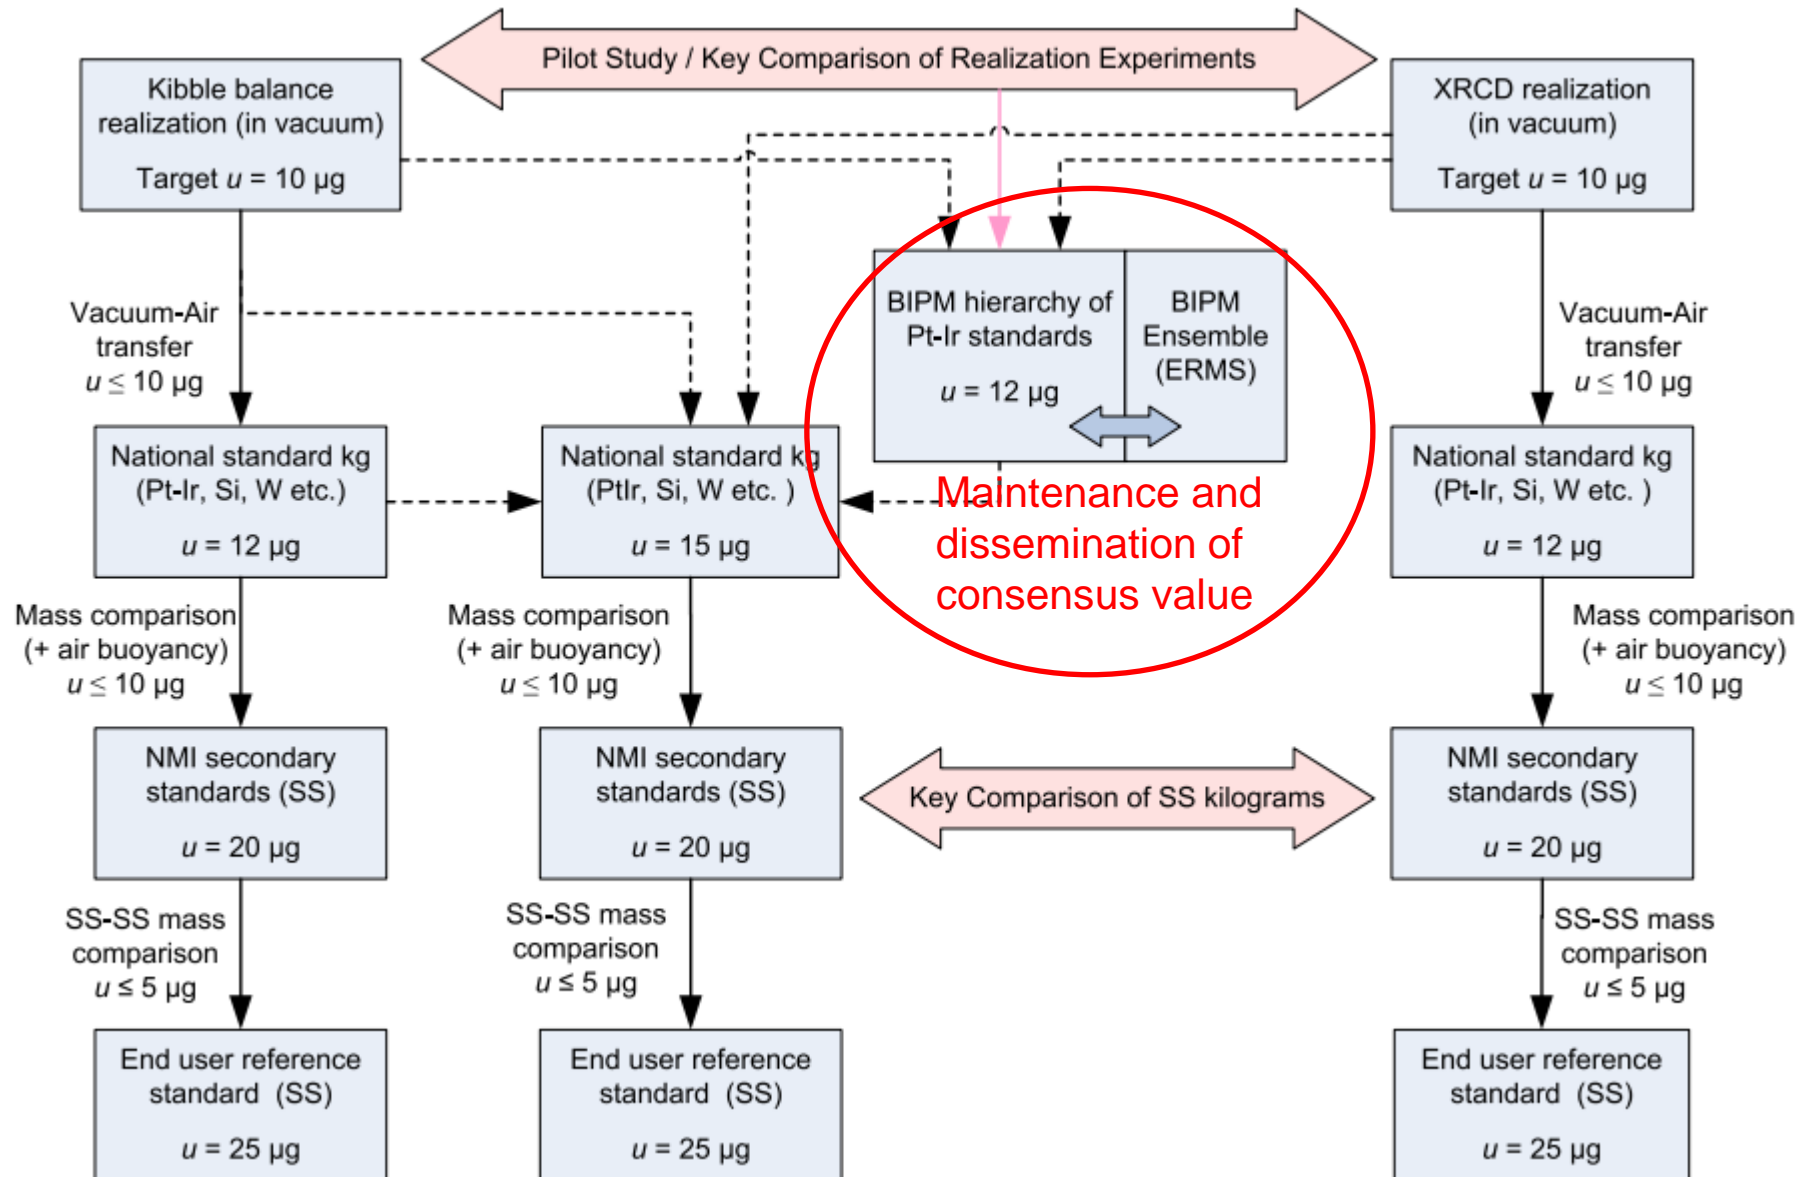 Pilot Study / Key Comparison of Realization Experiments
Kibble balance
realization (in vacuum)
Target u = 10 µg
XRCD realization
(in vacuum)
Target u = 10 µg
BIPM hierarchy of
Pt-Ir standards
u = 12 µg
BIPM
Ensemble
(ERMS)
Vacuum-Air
transfer
u ≤ 10 µg
Vacuum-Air
transfer
u ≤ 10 µg
National standard kg
(Pt-Ir, Si, W etc. )
u = 12 µg
National standard kg
(PtIr, Si, W etc. )
u = 15 µg
Maintenance and
dissemination of
consensus value
National standard kg
(Pt-Ir, Si, W etc. )
u = 12 µg
Mass comparison
(+ air buoyancy)
u ≤ 10 µg
Mass comparison
(+ air buoyancy)
u ≤ 10 µg
Mass comparison
(+ air buoyancy)
u ≤ 10 µg
NMI secondary
standards (SS)
u = 20 µg
NMI secondary
standards (SS)
u = 20 µg
Key Comparison of SS kilograms
NMI secondary
standards (SS)
u = 20 µg
SS-SS mass
comparison
u ≤ 5 µg
SS-SS mass
comparison
u ≤ 5 µg
SS-SS mass
comparison
u ≤ 5 µg
End user reference
standard (SS)
u = 25 µg
End user reference
standard (SS)
u = 25 µg
End user reference
standard (SS)
u = 25 µg